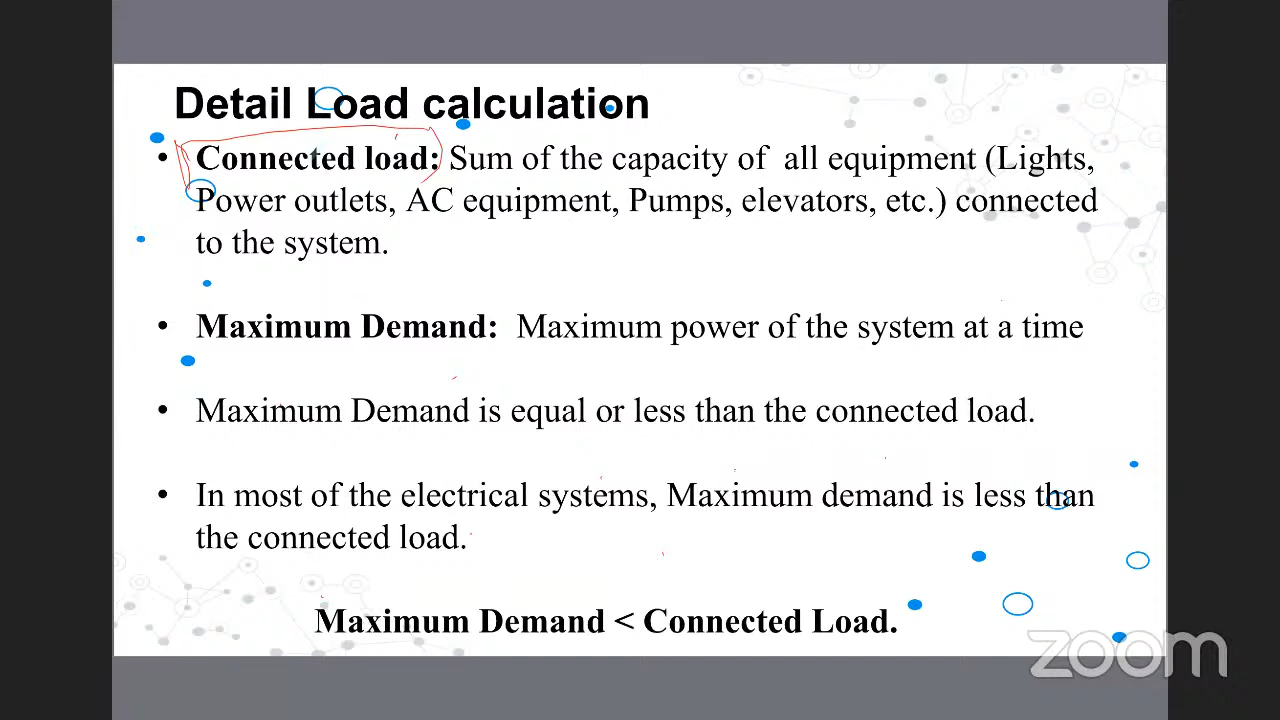 Detail Load calculation
• Connected load: Sum of the capacity of all equipment (Lights,
Power outlets, AC equipment, Pumps, elevators, etc.) connected
to the system.
• Maximum Demand: Maximum power of the system at a time
• Maximum Demand is equal or less than the connected load.
• In most of the electrical systems, Maximum demand is less than
the connected load.
Maximum Demand < Connected Load.
zoom